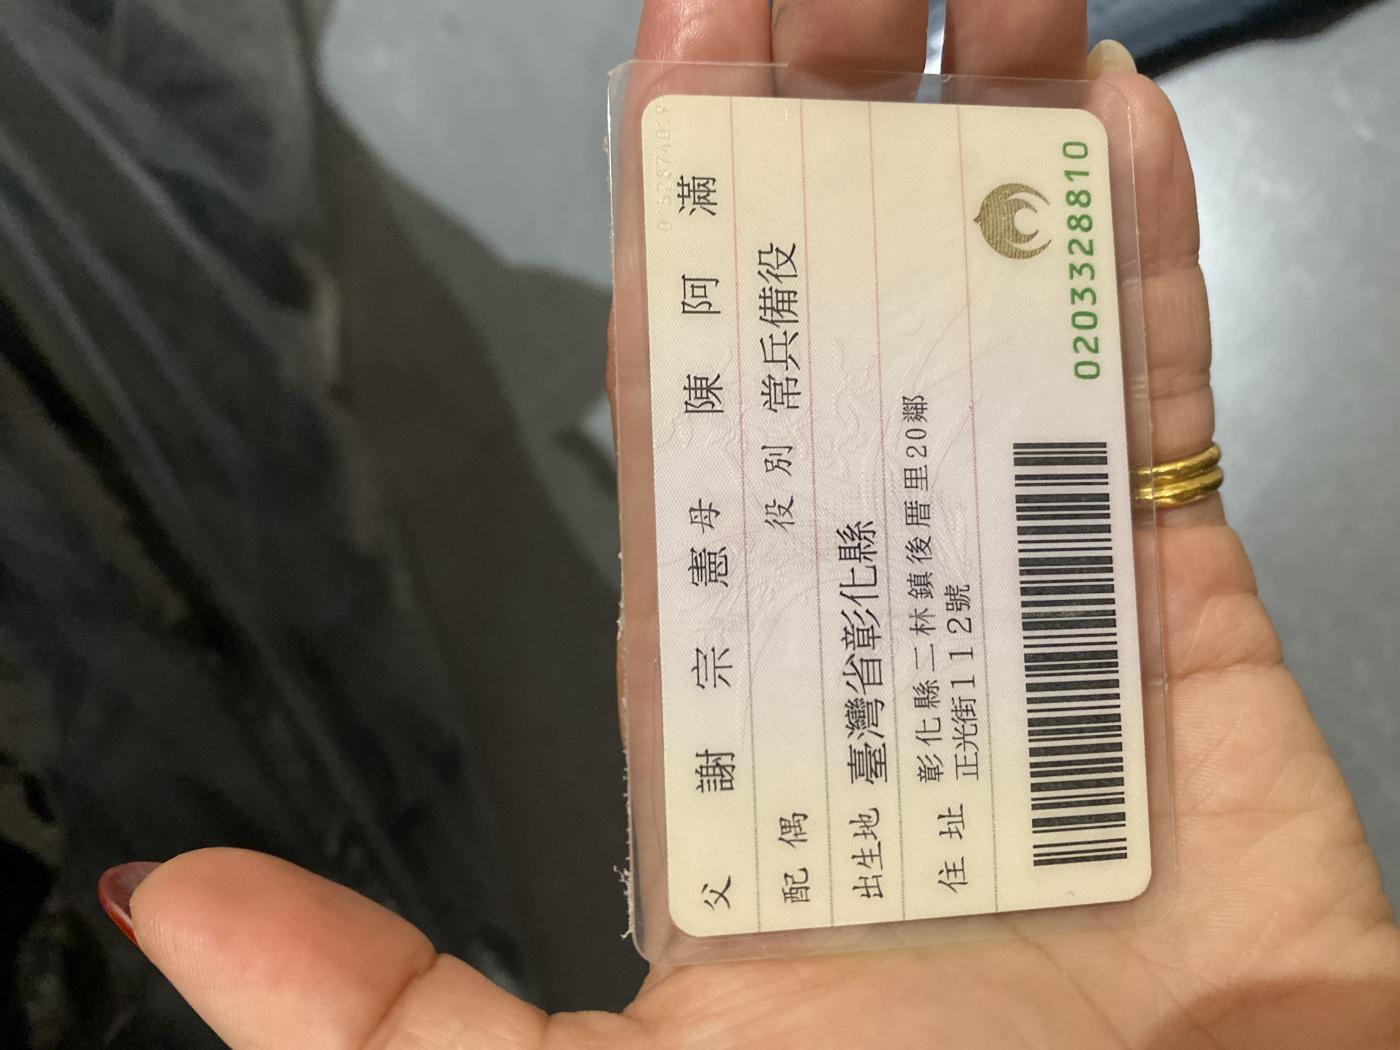 父 謝宗憲 母 陳阿滿
配偶 役別 常兵備役
出生地 臺灣省彰化縣
住址 彰化縣二林鎮後厝里20鄰
正光街112號
0203328810